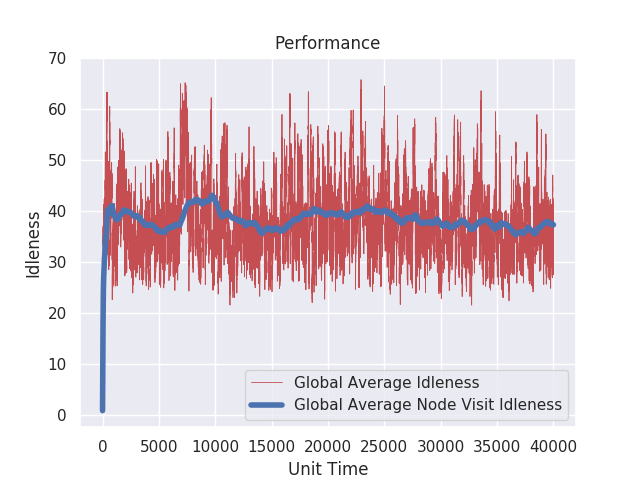 Performance
70
60
50
40
30
20
10
0
Idleness
0 5000 10000 15000 20000 25000 30000 35000 40000
Unit Time
Global Average Idleness
Global Average Node Visit Idleness